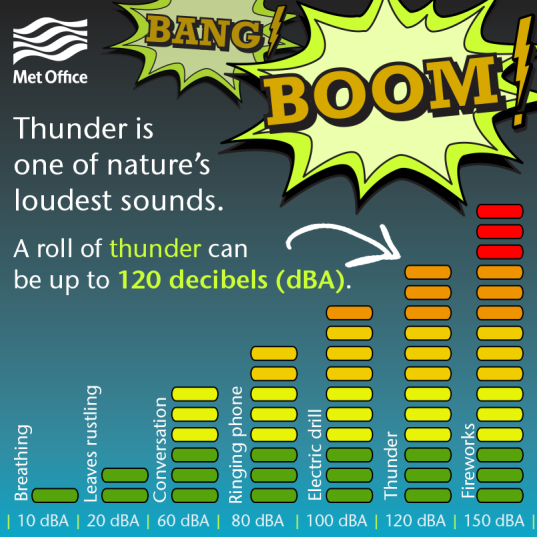 BANG!
BOOM!
Met Office
Thunder is
one of nature's
loudest sounds.
A roll of thunder can
be up to 120 decibels (dBA).
Breathing
Leaves rustling
Conversation
Ringing phone
Electric drill
Thunder
Fireworks
| 10 dBA | 20 dBA | 60 dBA | 80 dBA | 100 dBA | 120 dBA | 150 dBA |